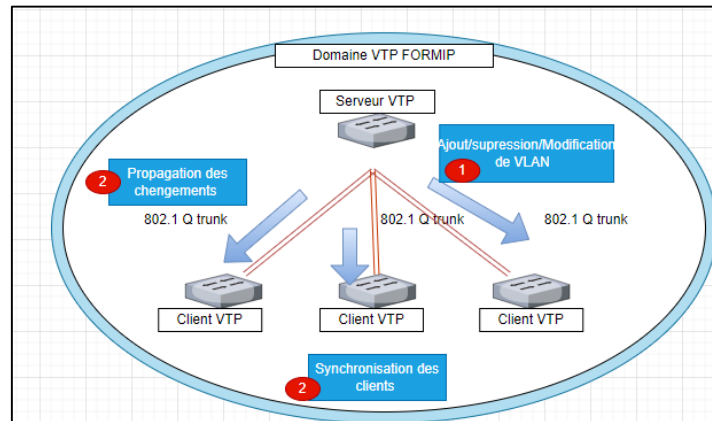 Domaine VTP FORMIP
Serveur VTP
Ajout/supression/Modification
de VLAN
1
Propagation des
chengements
2
802.1 Q trunk
802.1 Q trunk
802.1 Q trunk
Client VTP
Client VTP
Client VTP
Synchronisation des
clients
2